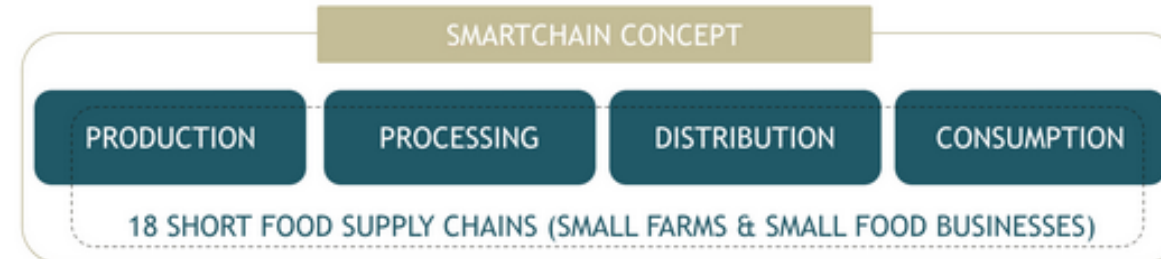 SMARTCHAIN CONCEPT
PRODUCTION PROCESSING DISTRIBUTION CONSUMPTION
18 SHORT FOOD SUPPLY CHAINS (SMALL FARMS & SMALL FOOD BUSINESSES)